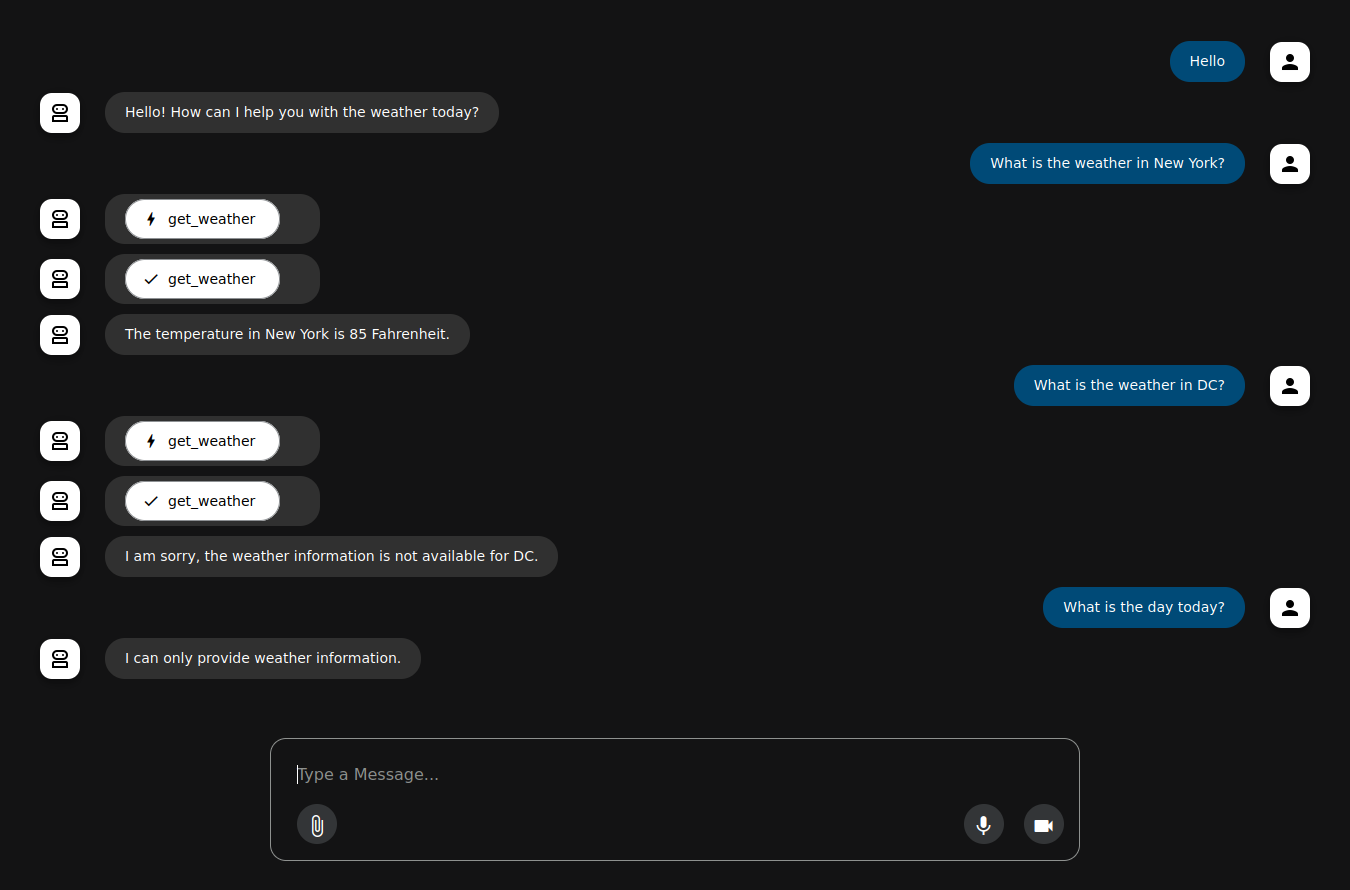 Hello
Hello! How can I help you with the weather today?
What is the weather in New York?
get_weather
get_weather
The temperature in New York is 85 Fahrenheit.
What is the weather in DC?
get_weather
get_weather
I am sorry, the weather information is not available for DC.
What is the day today?
I can only provide weather information.
Type a Message...